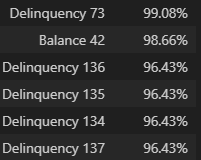 Delinquency 73 99.08%
Balance 42 98.66%
Delinquency 136 96.43%
Delinquency 135 96.43%
Delinquency 134 96.43%
Delinquency 137 96.43%